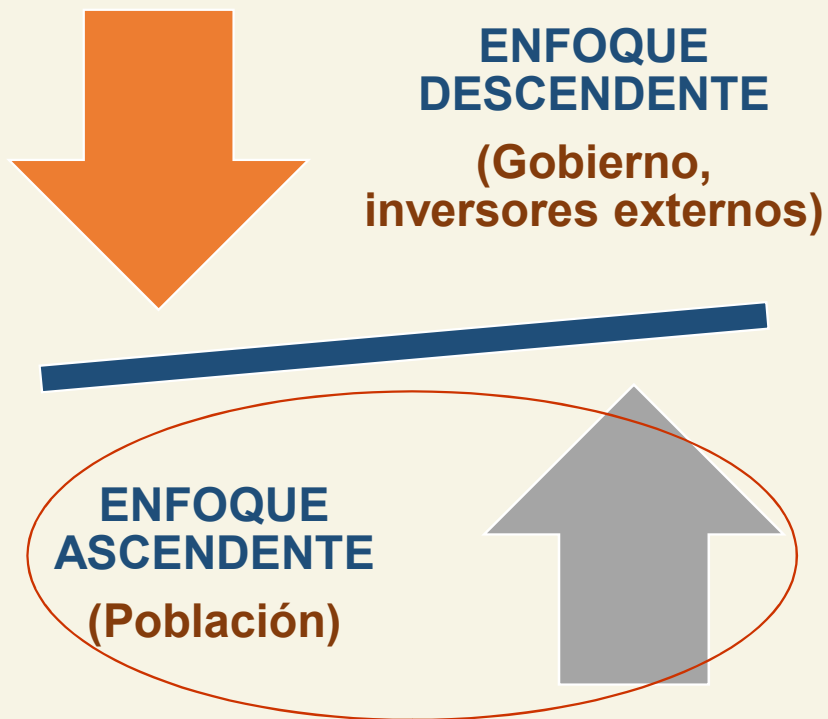 ENFOQUE
DESCENDENTE
(Gobierno,
inversores externos)
ENFOQUE
ASCENDENTE
(Población)